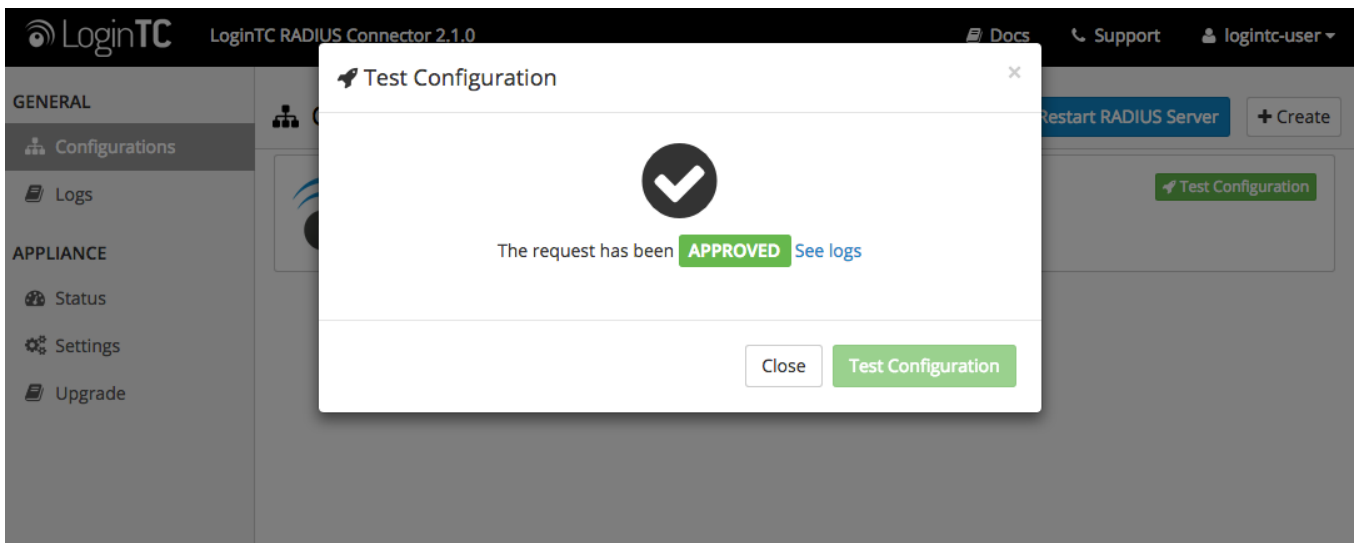 LoginTC LoginTC RADIUS Connector 2.1.0 Docs Support logintc-user
Test Configuration ×
GENERAL
Restart RADIUS Server + Create
Configurations
Logs
Test Configuration
The request has been APPROVED See logs
APPLIANCE
Status
Settings
Close Test Configuration
Upgrade